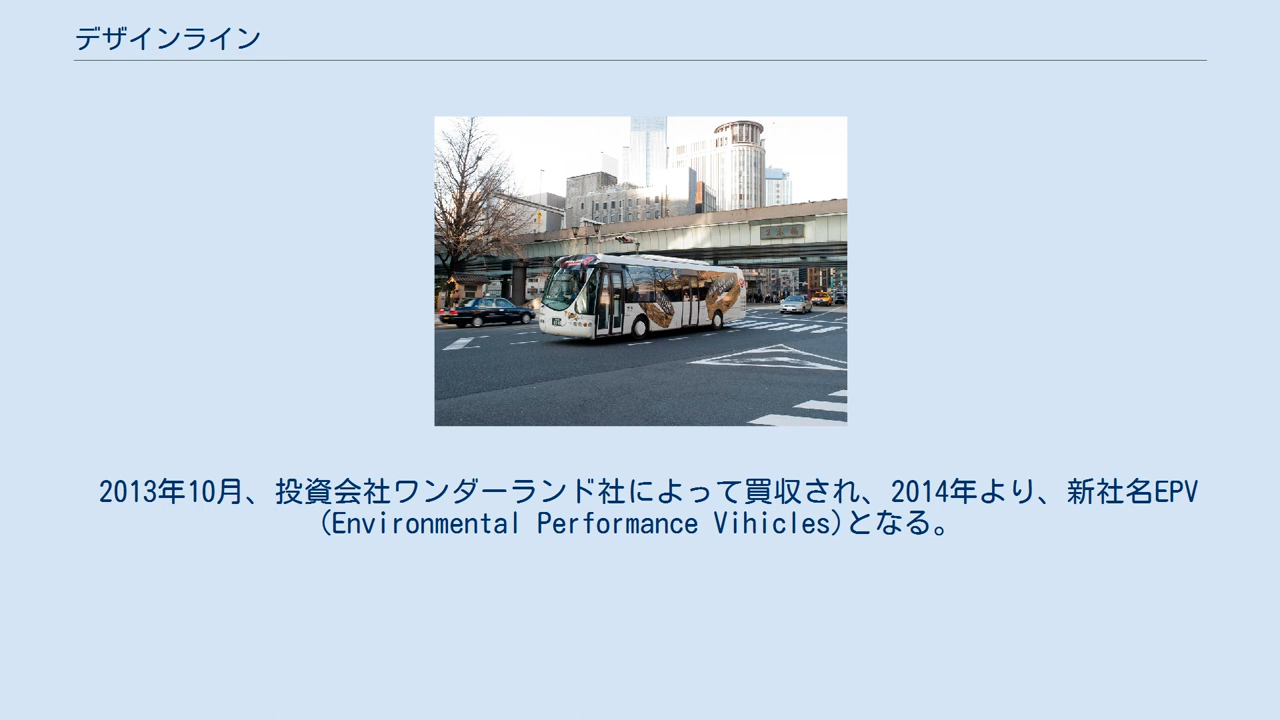 デザインライン
2013年10月、投資会社ワンダーランド社によって買収され、2014年より、新社名EPV
(Environmental Performance Vihicles)となる。